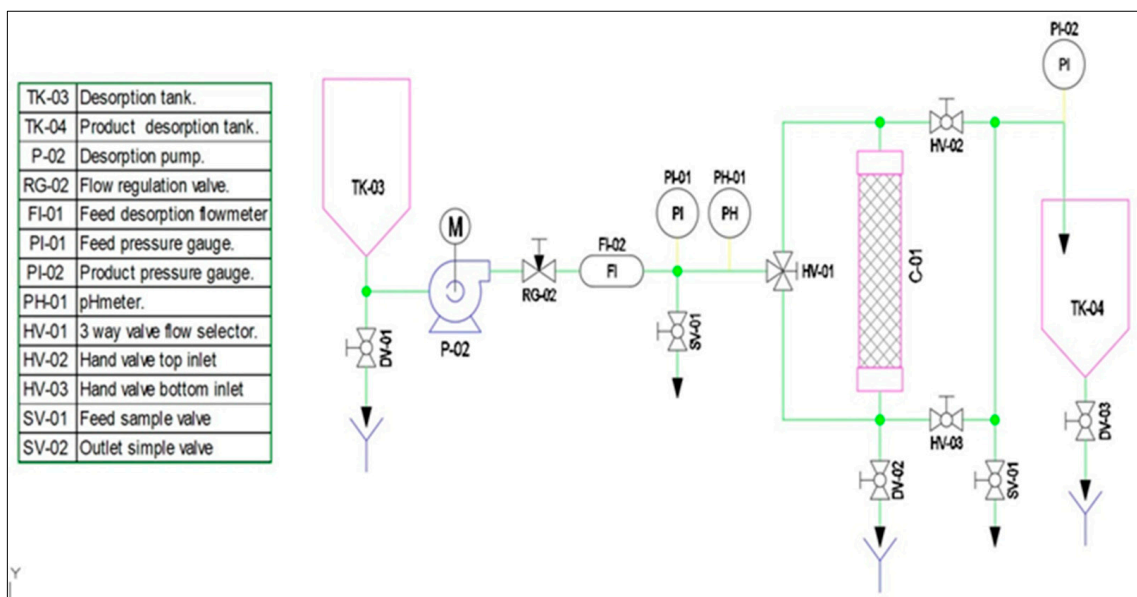 TK-03 Desorption tank.
TK-04 Product desorption tank.
P-02 Desorption pump.
RG-02 Flow regulation valve.
FI-01 Feed desorption flowmeter
PI-01 Feed pressure gauge.
PI-02 Product pressure gauge.
PH-01 pHmeter.
HV-01 3 way valve flow selector.
HV-02 Hand valve top inlet
HV-03 Hand valve bottom inlet
SV-01 Feed sample valve
SV-02 Outlet simple valve
TK-03
DV-01
M
P-02
RG-02
FI-02
FI
PI-01
PI
PH-01
PH
SV-01
HV-01
C-01
HV-02
HV-03
DV-02
SV-01
PI-02
PI
TK-04
DV-03
Y